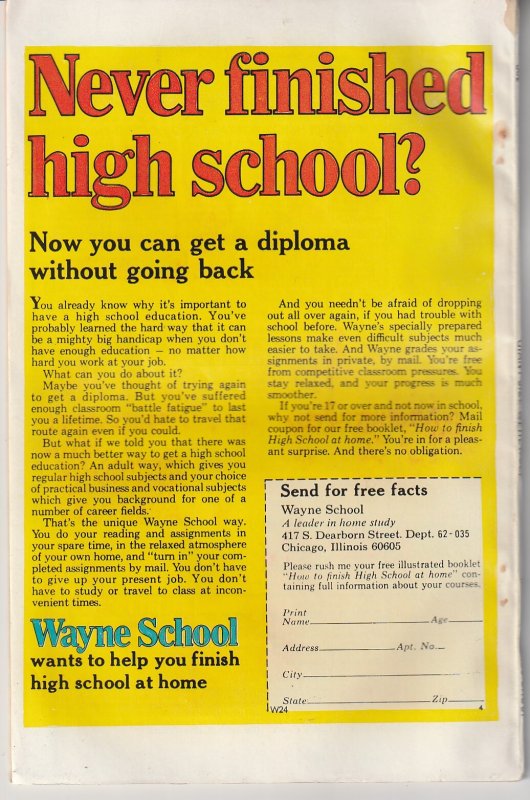 Never finished
high school?
Now you can get a diploma
without going back
You already know why it's important to
have a high school education. You've
probably learned the hard way that it can
be a mighty big handicap when you don't
have enough education — no matter how
hard you work at your job.
What can you do about it?
Maybe you've thought of trying again
to get a diploma. But you've suffered
enough classroom "battle fatigue" to last
you a lifetime. So you'd hate to travel that
route again even if you could.
But what if we told you that there was
now a much better way to get a high school
education? An adult way, which gives you
regular high school subjects and your choice
of practical business and vocational subjects
which give you background for one of a
number of career fields.
That's the unique Wayne School way.
You do your reading and assignments in
your spare time, in the relaxed atmosphere
of your own home, and "turn in" your com-
pleted assignments by mail. You don't have
to give up your present job. You don't
have to study or travel to class at incon-
venient times.
Wayne School
wants to help you finish
high school at home
And you needn't be afraid of dropping
out all over again, if you had trouble with
school before. Wayne's specially prepared
lessons make even difficult subjects much
easier to take. And Wayne grades your as-
signments in private, by mail. You're free
from competitive classroom pressures. You
stay relaxed, and your progress is much
smoother.
If you're 17 or over and not now in school,
why not send for more information? Mail
coupon for our free booklet, "How to finish
High School at home." You're in for a pleas-
ant surprise. And there's no obligation.
Send for free facts
Wayne School
A leader in home study
417 S. Dearborn Street. Dept. 62-035
Chicago, Illinois 60605
Please rush me your free illustrated booklet
"How to finish High School at home" con-
taining full information about your courses.
Print
Name Age
Address Apt. No.
City
State Zip
W24 4